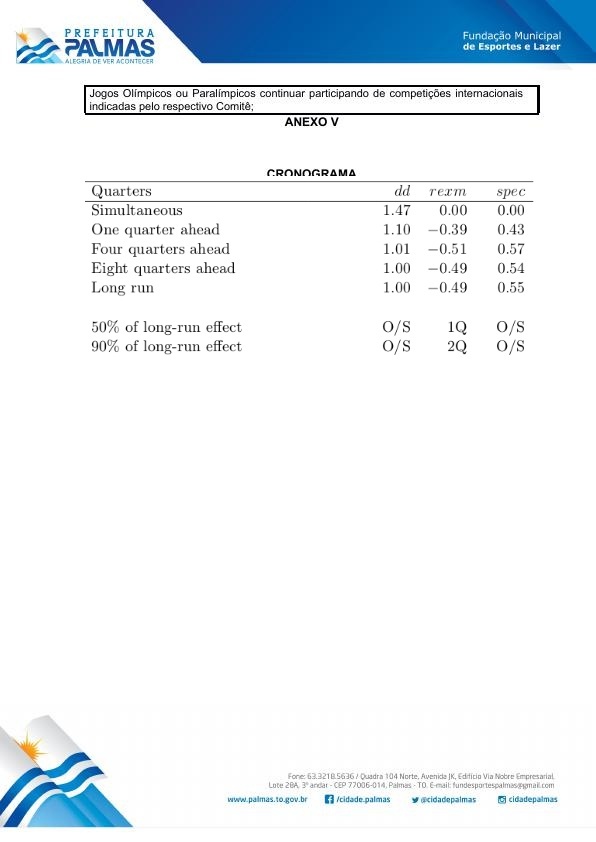 PREFEITURA
PALMAS
ALEGRIA DE VER ACONTECER
Fundação Municipal
de Esportes e Lazer
Jogos Olímpicos ou Paralímpicos continuar participando de competições internacionais
indicadas pelo respectivo Comitê;
ANEXO V
CRONOGRAMA
Quarters dd rexm spec
Simultaneous 1.47 0.00 0.00
One quarter ahead 1.10 −0.39 0.43
Four quarters ahead 1.01 −0.51 0.57
Eight quarters ahead 1.00 −0.49 0.54
Long run 1.00 −0.49 0.55
50% of long-run effect O/S 1Q O/S
90% of long-run effect O/S 2Q O/S
Fone: 63.3218.5636 / Quadra 104 Norte, Avenida JK, Edifício Via Nobre Empresarial,
Lote 28A, 3º andar - CEP 77006-014, Palmas - TO. E-mail: fundesportespalmas@gmail.com
www.palmas.to.gov.br /cidade.palmas @cidadepalmas cidadepalmas